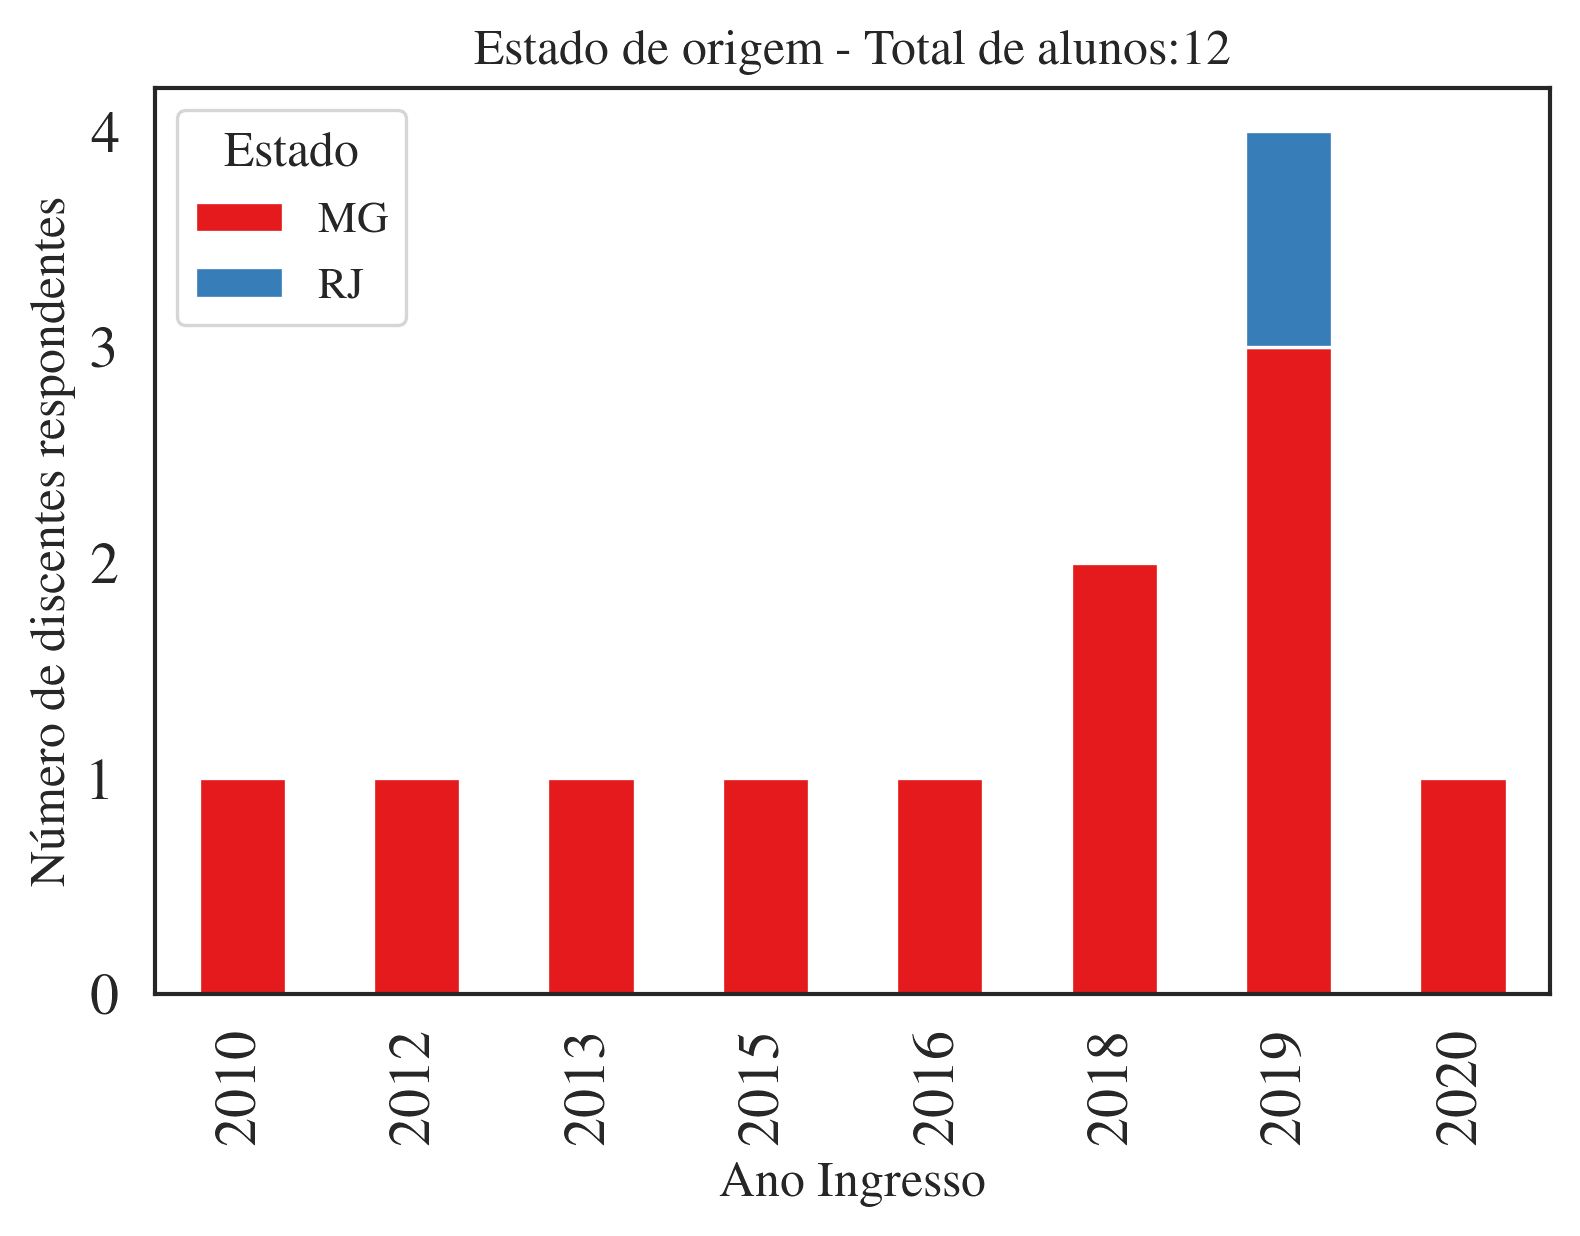 Estado de origem - Total de alunos:12
Número de discentes respondentes
4
3
2
1
0
Estado
MG
RJ
2010
2012
2013
2015
2016
2018
2019
2020
Ano Ingresso